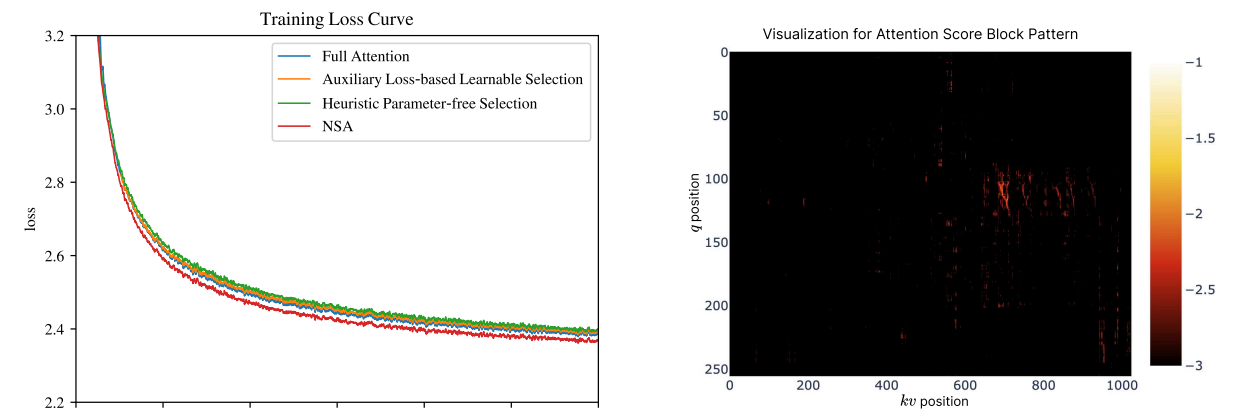 Training Loss Curve
3.2
3.0
2.8
2.6
2.4
2.2
loss
Full Attention
Auxiliary Loss-based Learnable Selection
Heuristic Parameter-free Selection
NSA
Visualization for Attention Score Block Pattern
0
50
100
150
200
250
q position
0
200
400
600
800
1000
kv position
−1
−1.5
−2
−2.5
−3